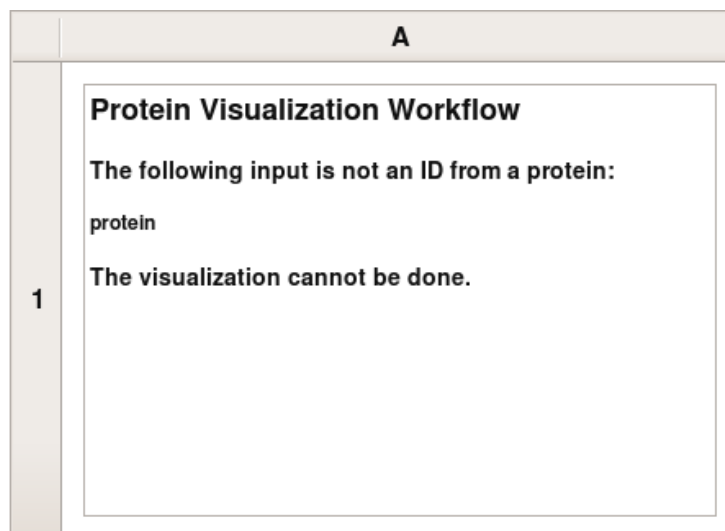 A
1
Protein Visualization Workflow
The following input is not an ID from a protein:
protein
The visualization cannot be done.